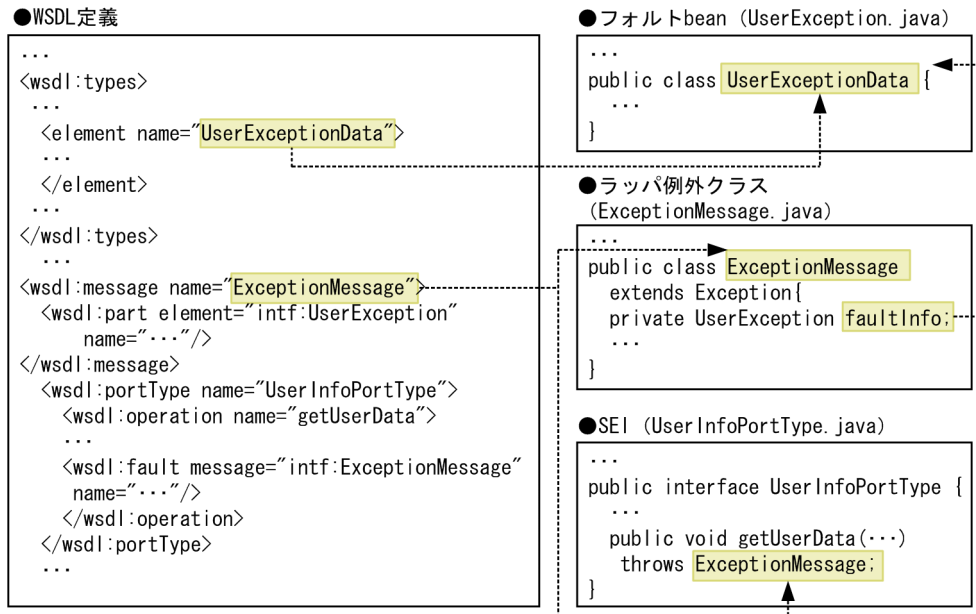 ●WSDL定義
...
<wsdl:types>
...
<element name="UserExceptionData">
...
</element>
...
</wsdl:types>
...
<wsdl:message name="ExceptionMessage">
<wsdl:part element="intf:UserException"
name="..."/>
</wsdl:message>
<wsdl:portType name="UserInfoPortType">
<wsdl:operation name="getUserData">
...
<wsdl:fault message="intf:ExceptionMessage"
name="..."/>
</wsdl:operation>
</wsdl:portType>
...
●フォルトbean (UserException.java)
...
public class UserExceptionData {
...
}
●ラッパ例外クラス
(ExceptionMessage.java)
...
public class ExceptionMessage
extends Exception{
private UserException faultInfo;
...
}
●SEI (UserInfoPortType.java)
...
public interface UserInfoPortType {
...
public void getUserData(...)
throws ExceptionMessage;
}